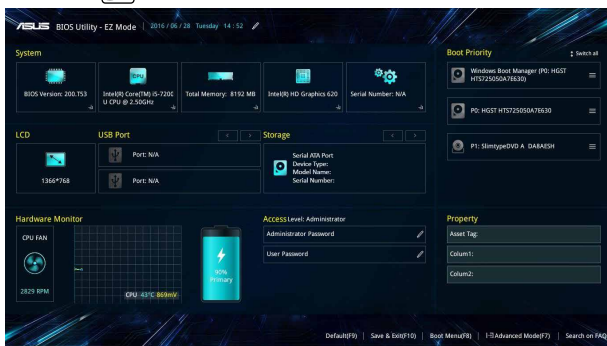 ASUS BIOS Utility - EZ Mode 2016/06/28 Tuesday 14:52
System
BIOS Version: 200.T53
Intel(R) Core(TM) i5-7200
U CPU @ 2.50GHz
Total Memory: 8192 MB
Intel(R) HD Graphics 620
Serial Number: N/A
Boot Priority
Switch all
Windows Boot Manager (P0: HGST
HTS725050A7E630)
P0: HGST HTS725050A7E630
P1: SlimtypeDVD A DA8AESH
LCD
1366*768
USB Port
Port: N/A
Port: N/A
Storage
Serial ATA Port
Device Type:
Model Name:
Serial Number:
Hardware Monitor
CPU FAN
2829 RPM
CPU 43°C 869mV
90%
Primary
Access Level: Administrator
Administrator Password
User Password
Property
Asset Tag:
Colum1:
Colum2:
Default(F9) Save & Exit(F10) Boot Menu(F8) Advanced Mode(F7) Search on FAQ